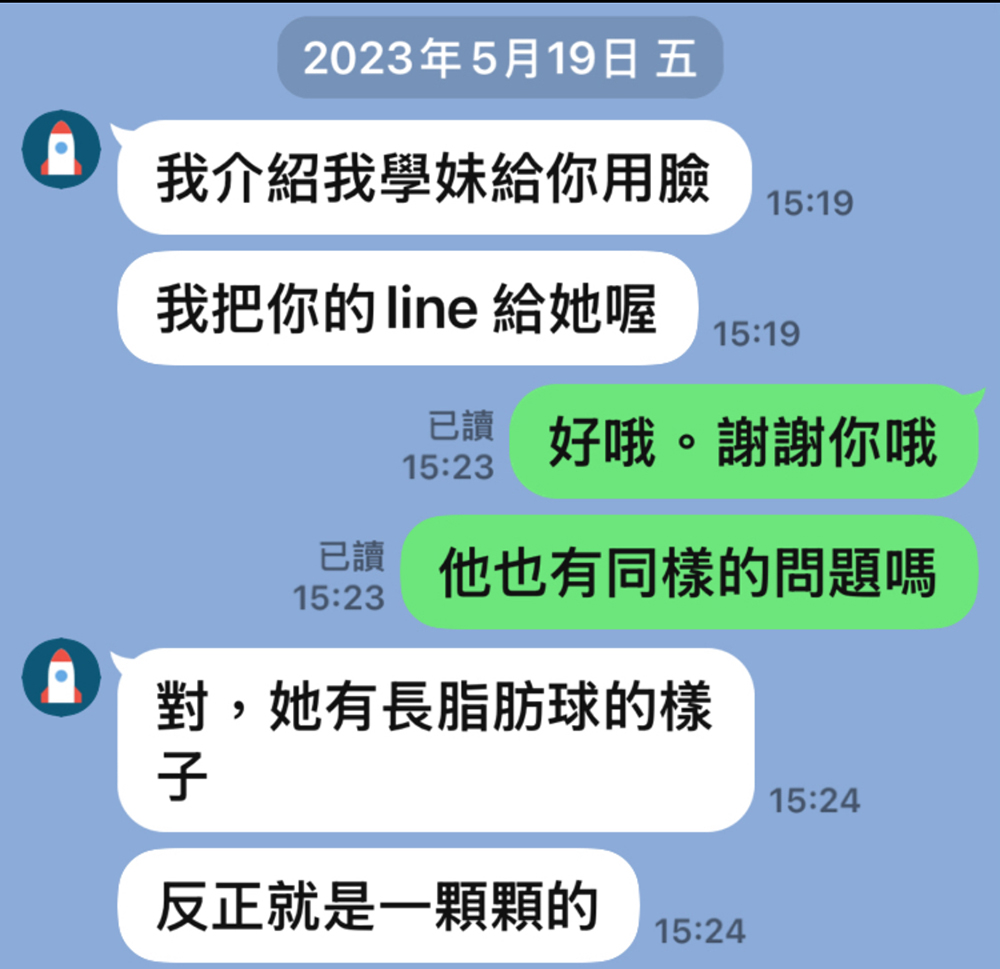 2023年5月19日 五
我介紹我學妹給你用臉
15:19
我把你的line 給她喔
15:19
好哦。謝謝你哦
已讀
15:23
他也有同樣的問題嗎
已讀
15:23
對，她有長脂肪球的樣
子
15:24
反正就是一顆顆的
15:24